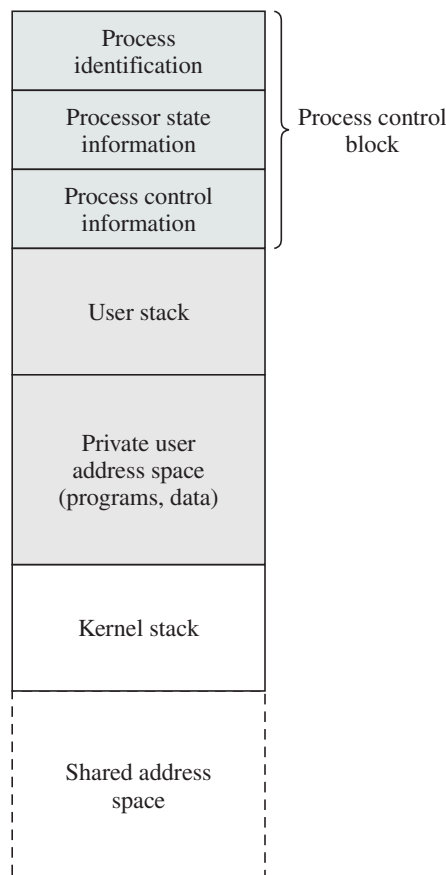 Process
identification
Processor state
information
Process control
information
Process control
block
User stack
Private user
address space
(programs, data)
Kernel stack
Shared address
space